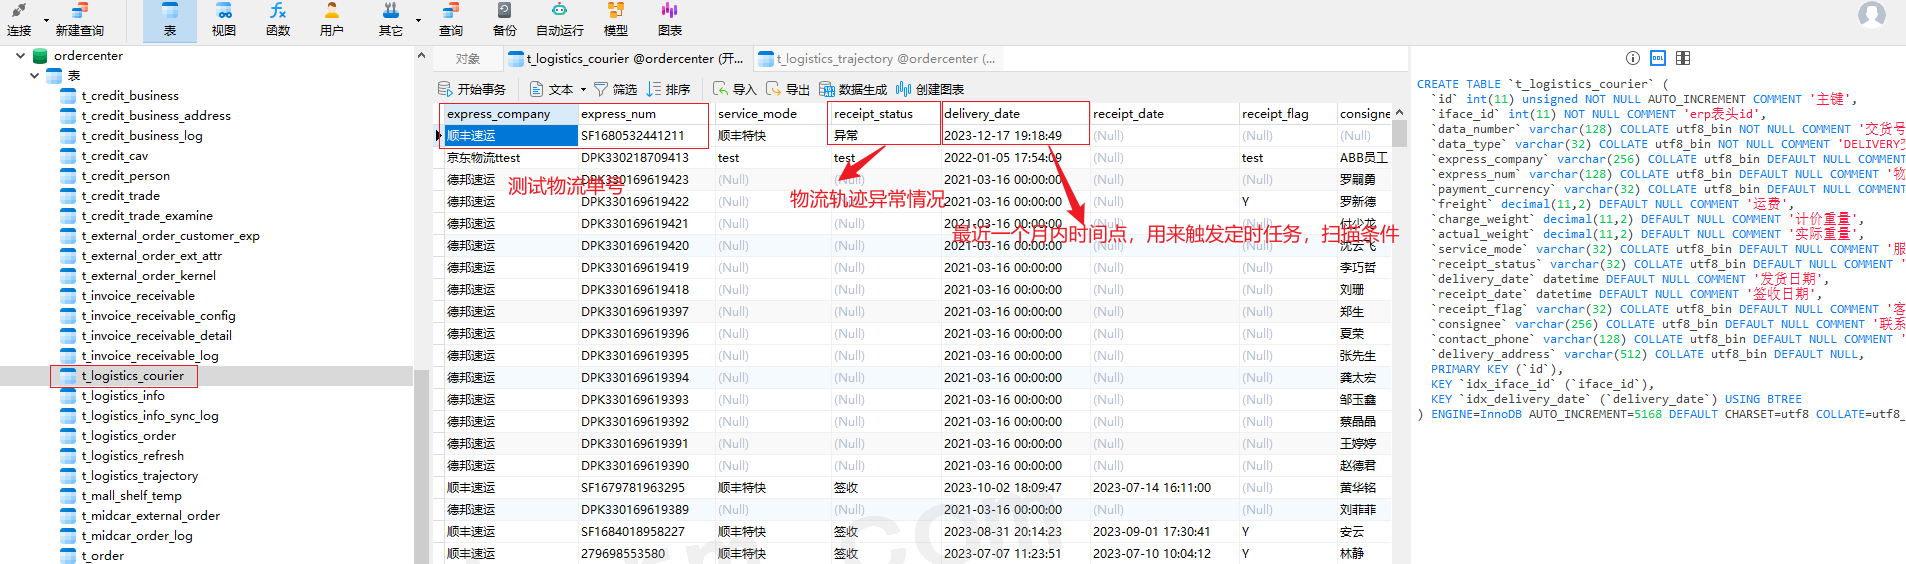 连接 新建查询 表 视图 函数 用户 其它 查询 备份 自动运行 模型 图表
ordercenter
表
t_credit_business
t_credit_business_address
t_credit_business_log
t_credit_cav
t_credit_person
t_credit_trade
t_credit_trade_examine
t_external_order_customer_exp
t_external_order_ext_attr
t_external_order_kernel
t_invoice_receivable
t_invoice_receivable_config
t_invoice_receivable_detail
t_invoice_receivable_log
t_logistics_courier
t_logistics_info
t_logistics_info_sync_log
t_logistics_order
t_logistics_refresh
t_logistics_trajectory
t_mall_shelf_temp
t_midcar_external_order
t_midcar_order_log
t_order
对象 t_logistics_courier @ordercenter (开... t_logistics_trajectory @ordercenter (...
开始事务 文本 筛选 排序 导入 导出 数据生成 创建图表
express_company express_num service_mode receipt_status delivery_date receipt_date receipt_flag consigne
顺丰速运 SF1680532441211 顺丰特快 异常 2023-12-17 19:18:49 (Null) (Null) (Null)
京东物流ttest DPK330218709413 test test 2022-01-05 17:54:09 (Null) test ABB员工
德邦速运 DPK330169619423 (Null) (Null) 2021-03-16 00:00:00 (Null) (Null) 罗嗣勇
德邦速运 DPK330169619422 (Null) (Null) 2021-03-16 00:00:00 (Null) Y 罗新德
德邦速运 DPK330169619421 (Null) (Null) 2021-03-16 00:00:00 (Null) (Null) 付少龙
德邦速运 DPK330169619420 (Null) (Null) 2021-03-16 00:00:00 (Null) (Null) 沈云飞
德邦速运 DPK330169619419 (Null) (Null) 2021-03-16 00:00:00 (Null) (Null) 李巧哲
德邦速运 DPK330169619418 (Null) (Null) 2021-03-16 00:00:00 (Null) (Null) 刘珊
德邦速运 DPK330169619397 (Null) (Null) 2021-03-16 00:00:00 (Null) (Null) 郑生
德邦速运 DPK330169619396 (Null) (Null) 2021-03-16 00:00:00 (Null) (Null) 夏荣
德邦速运 DPK330169619395 (Null) (Null) 2021-03-16 00:00:00 (Null) (Null) 张先生
德邦速运 DPK330169619394 (Null) (Null) 2021-03-16 00:00:00 (Null) (Null) 龚太宏
德邦速运 DPK330169619393 (Null) (Null) 2021-03-16 00:00:00 (Null) (Null) 邹玉鑫
德邦速运 DPK330169619392 (Null) (Null) 2021-03-16 00:00:00 (Null) (Null) 蔡晶晶
德邦速运 DPK330169619391 (Null) (Null) 2021-03-16 00:00:00 (Null) (Null) 王婷婷
德邦速运 DPK330169619390 (Null) (Null) 2021-03-16 00:00:00 (Null) (Null) 赵德君
顺丰速运 SF1679781963295 顺丰特快 签收 2023-10-02 18:09:47 2023-07-14 16:11:00 (Null) 黄华铭
德邦速运 DPK330169619389 (Null) (Null) 2021-03-16 00:00:00 (Null) (Null) 刘菲菲
顺丰速运 SF1684018958227 顺丰特快 签收 2023-08-31 20:14:23 2023-09-01 17:30:41 Y 安云
顺丰速运 279698553580 顺丰特快 签收 2023-07-07 11:23:51 2023-07-10 10:04:12 Y 林静
测试物流单号
物流轨迹异常情况
最近一个月内时间点，用来触发定时任务，扫描条件
DDL
CREATE TABLE `t_logistics_courier` (
`id` int(11) unsigned NOT NULL AUTO_INCREMENT COMMENT '主键',
`iface_id` int(11) NOT NULL COMMENT 'erp表头id',
`data_number` varchar(128) COLLATE utf8_bin NOT NULL COMMENT '交货号
`data_type` varchar(32) COLLATE utf8_bin NOT NULL COMMENT 'DELIVERY交
`express_company` varchar(256) COLLATE utf8_bin DEFAULT NULL COMMENT
`express_num` varchar(128) COLLATE utf8_bin DEFAULT NULL COMMENT '物
`payment_currency` varchar(32) COLLATE utf8_bin DEFAULT NULL COMMENT
`freight` decimal(11,2) DEFAULT NULL COMMENT '运费',
`charge_weight` decimal(11,2) DEFAULT NULL COMMENT '计价重量',
`actual_weight` decimal(11,2) DEFAULT NULL COMMENT '实际重量',
`service_mode` varchar(32) COLLATE utf8_bin DEFAULT NULL COMMENT '服
`receipt_status` varchar(32) COLLATE utf8_bin DEFAULT NULL COMMENT '
`delivery_date` datetime DEFAULT NULL COMMENT '发货日期',
`receipt_date` datetime DEFAULT NULL COMMENT '签收日期',
`receipt_flag` varchar(32) COLLATE utf8_bin DEFAULT NULL COMMENT '客
`consignee` varchar(256) COLLATE utf8_bin DEFAULT NULL COMMENT '联系
`contact_phone` varchar(128) COLLATE utf8_bin DEFAULT NULL COMMENT '
`delivery_address` varchar(512) COLLATE utf8_bin DEFAULT NULL,
PRIMARY KEY (`id`),
KEY `idx_iface_id` (`iface_id`),
KEY `idx_delivery_date` (`delivery_date`) USING BTREE
) ENGINE=InnoDB AUTO_INCREMENT=5168 DEFAULT CHARSET=utf8 COLLATE=utf8_